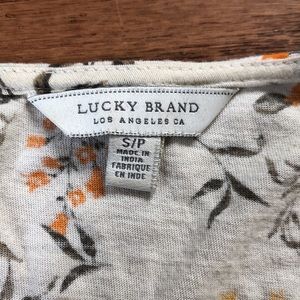 LUCKY BRAND
LOS ANGELES CA
S/P
MADE IN
INDIA
FABRIQUE
EN INDE